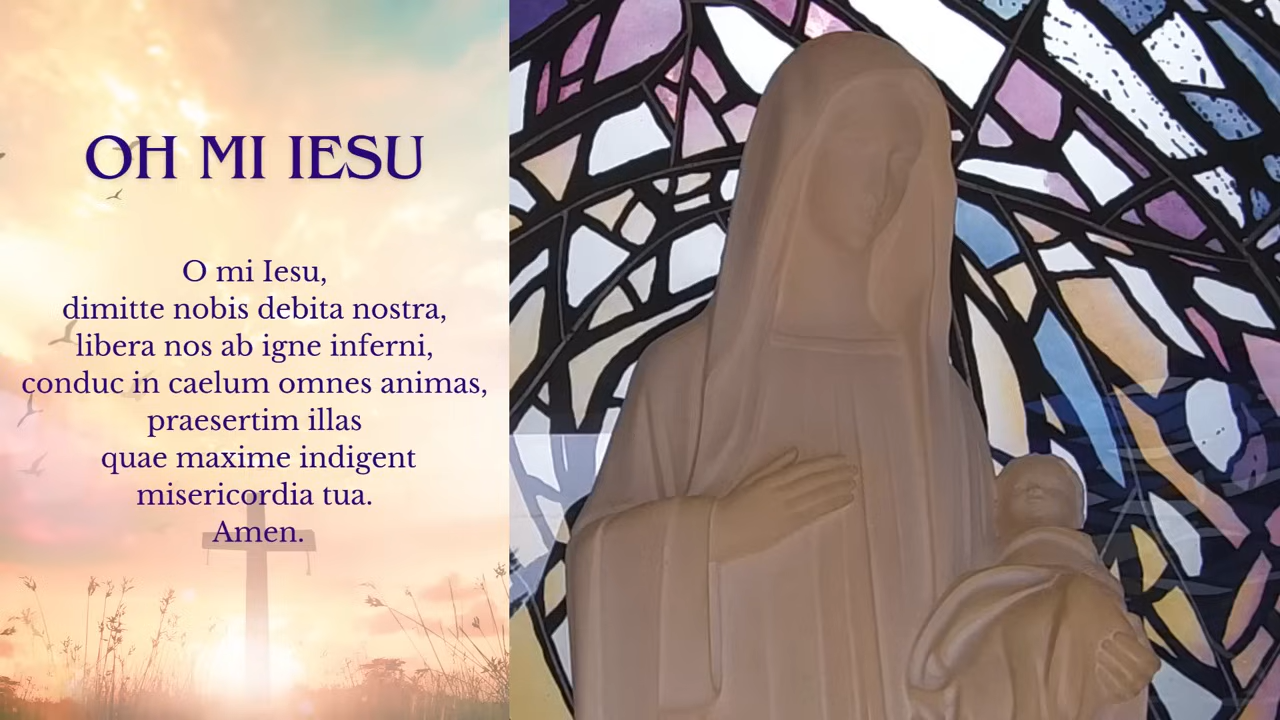 OH MI IESU
O mi Iesu,
dimitte nobis debita nostra,
libera nos ab igne inferni,
conduc in caelum omnes animas,
praesertim illas
quae maxime indigent
misericordia tua.
Amen.